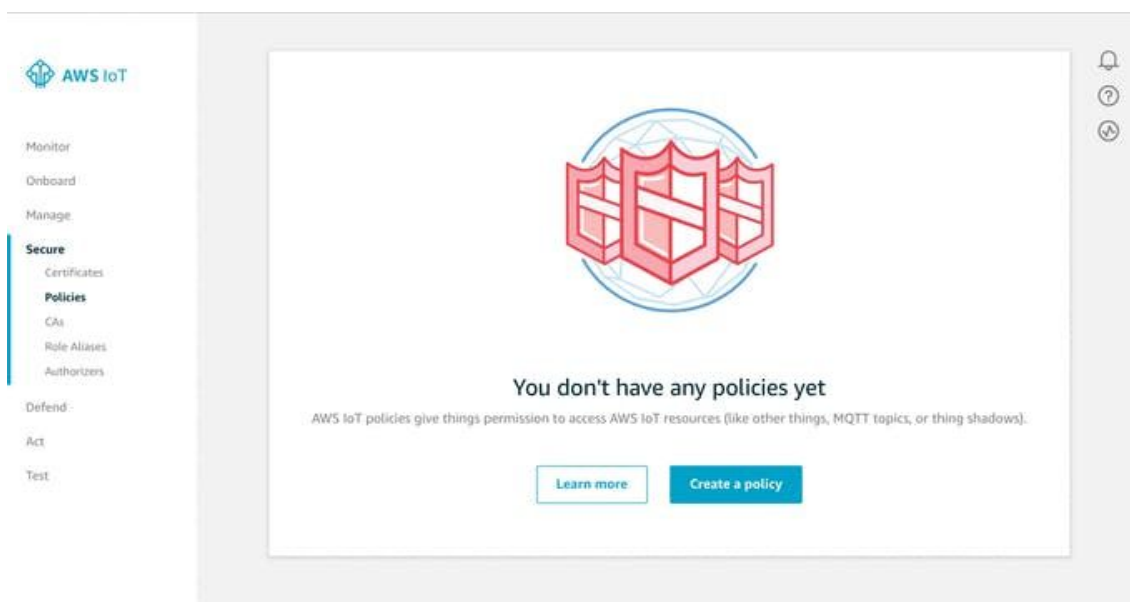 AWS IoT
Monitor
Onboard
Manage
Secure
Certificates
Policies
CAs
Role Aliases
Authorizers
Defend
Act
Test
You don't have any policies yet
AWS IoT policies give things permission to access AWS IoT resources (like other things, MQTT topics, or thing shadows).
Learn more
Create a policy